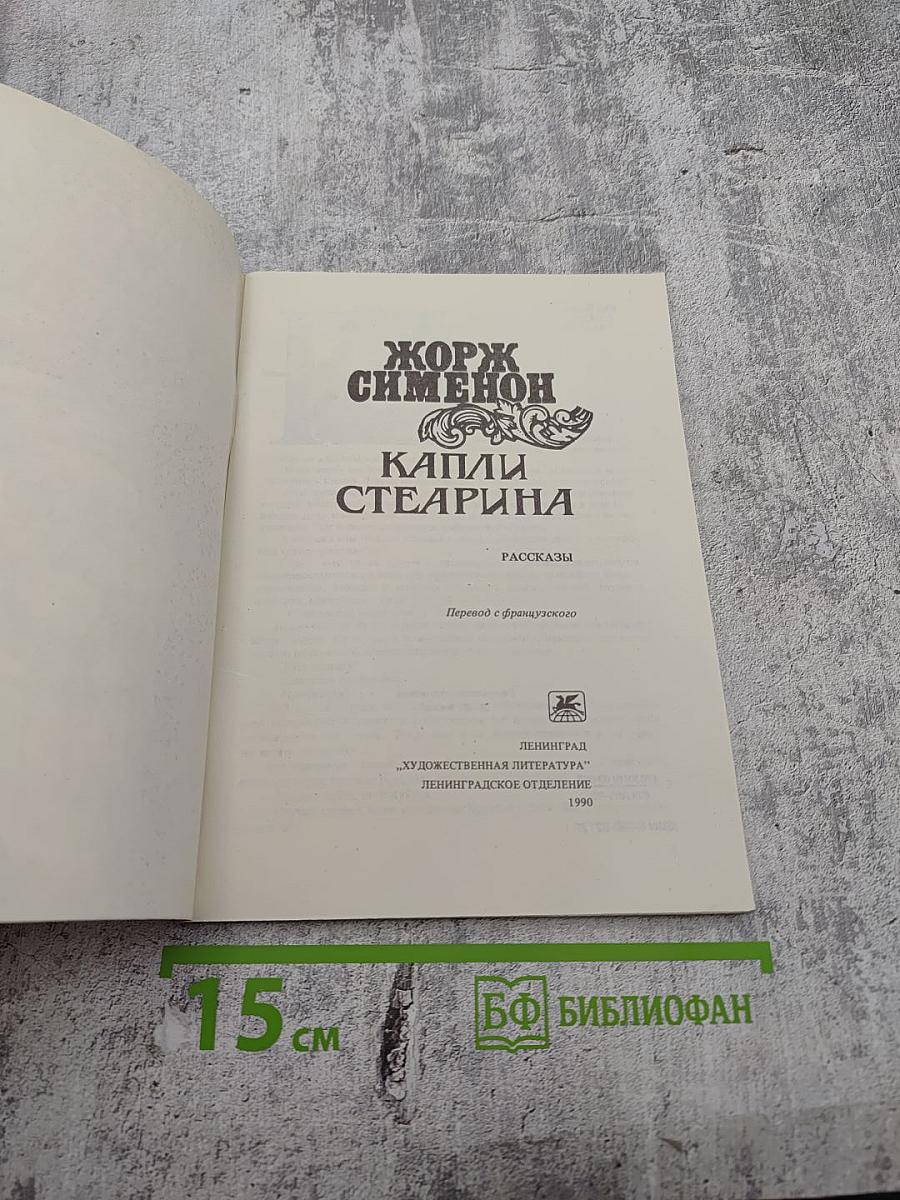 ЖОРЖ
СИМЕНОН
КАПЛИ
СТЕАРИНА
РАССКАЗЫ
Перевод с французского
ЛЕНИНГРАД
„ХУДОЖЕСТВЕННАЯ ЛИТЕРАТУРА"
ЛЕНИНГРАДСКОЕ ОТДЕЛЕНИЕ
1990
15 см
БФ БИБЛИОФАН